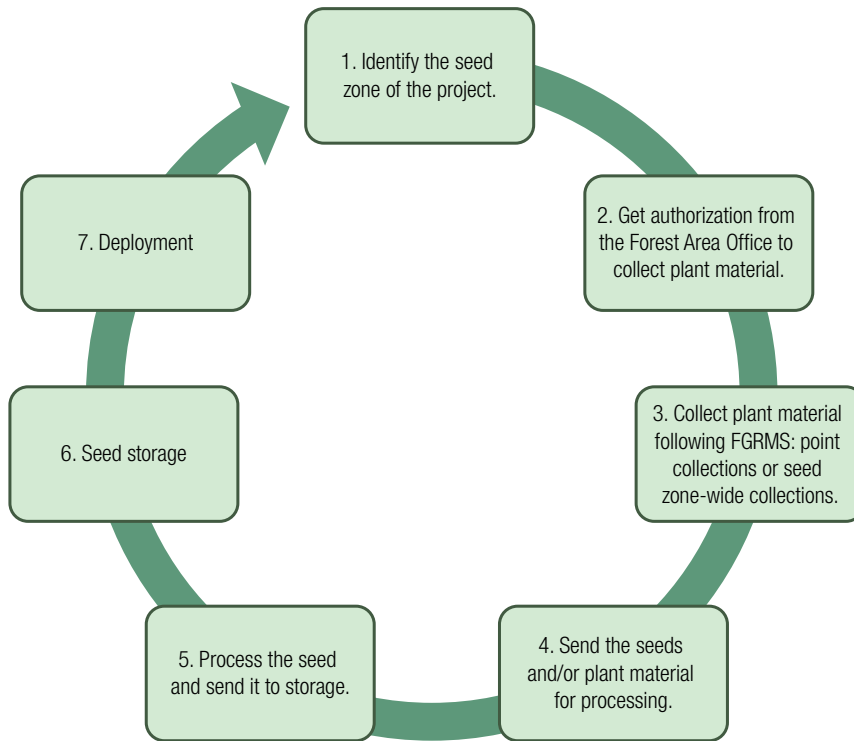 1. Identify the seed
zone of the project.
2. Get authorization from
the Forest Area Office to
collect plant material.
3. Collect plant material
following FGRMS: point
collections or seed
zone-wide collections.
4. Send the seeds
and/or plant material
for processing.
5. Process the seed
and send it to storage.
6. Seed storage
7. Deployment